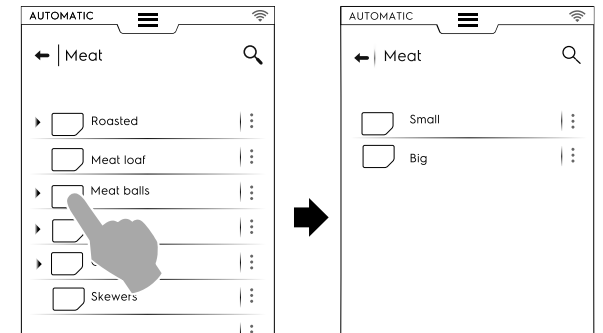 AUTOMATIC
Meat
Roasted
Meat loaf
Meat balls
Skewers
AUTOMATIC
Meat
Small
Big